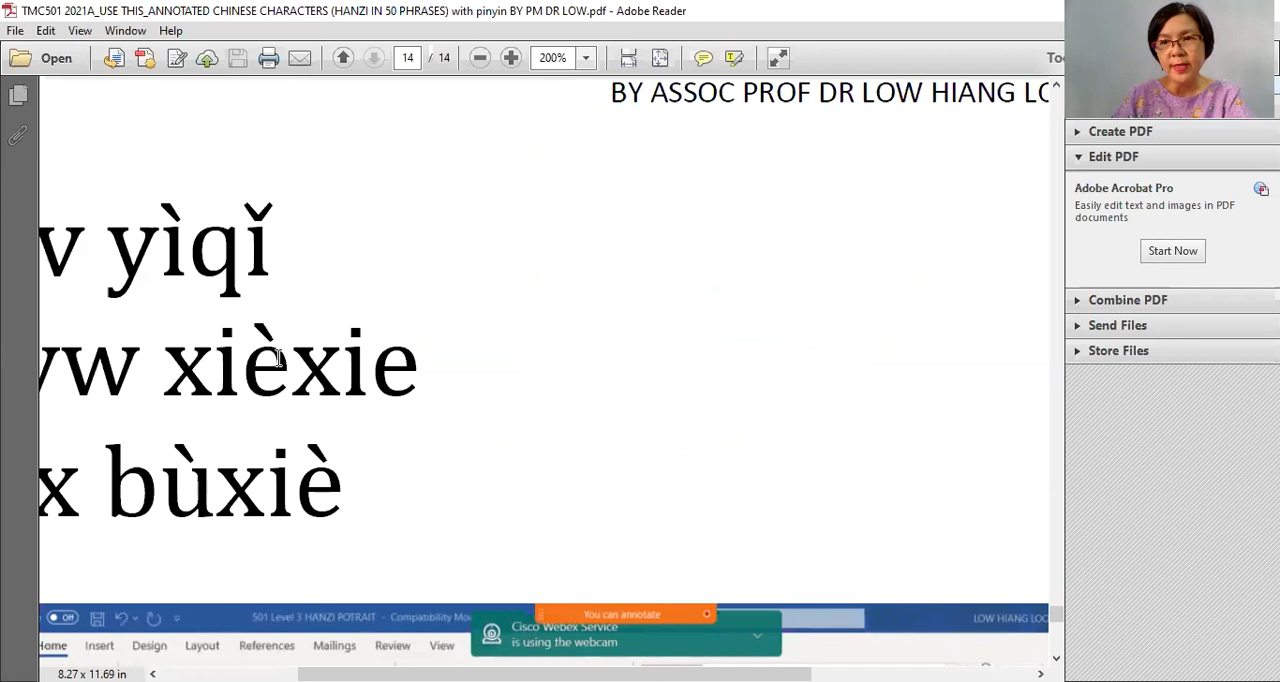 TMC501 2021A_USE THIS_ANNOTATED CHINESE CHARACTERS (HANZI IN 50 PHRASES) with pinyin BY PM DR LOW.pdf - Adobe Reader
File Edit View Window Help
Open 14 / 14 200% To
BY ASSOC PROF DR LOW HIANG LO
Create PDF
Edit PDF
Adobe Acrobat Pro
Easily edit text and images in PDF
documents
Start Now
Combine PDF
Send Files
Store Files
v yìqǐ
yw xièxie
x bùxiè
You can annotate
Off 501 Level 3 HANZI POTRAIT - Compatibility Mo LOW HIANG LOO
Cisco Webex Service
is using the webcam
Home Insert Design Layout References Mailings Review View
8.27 x 11.69 in